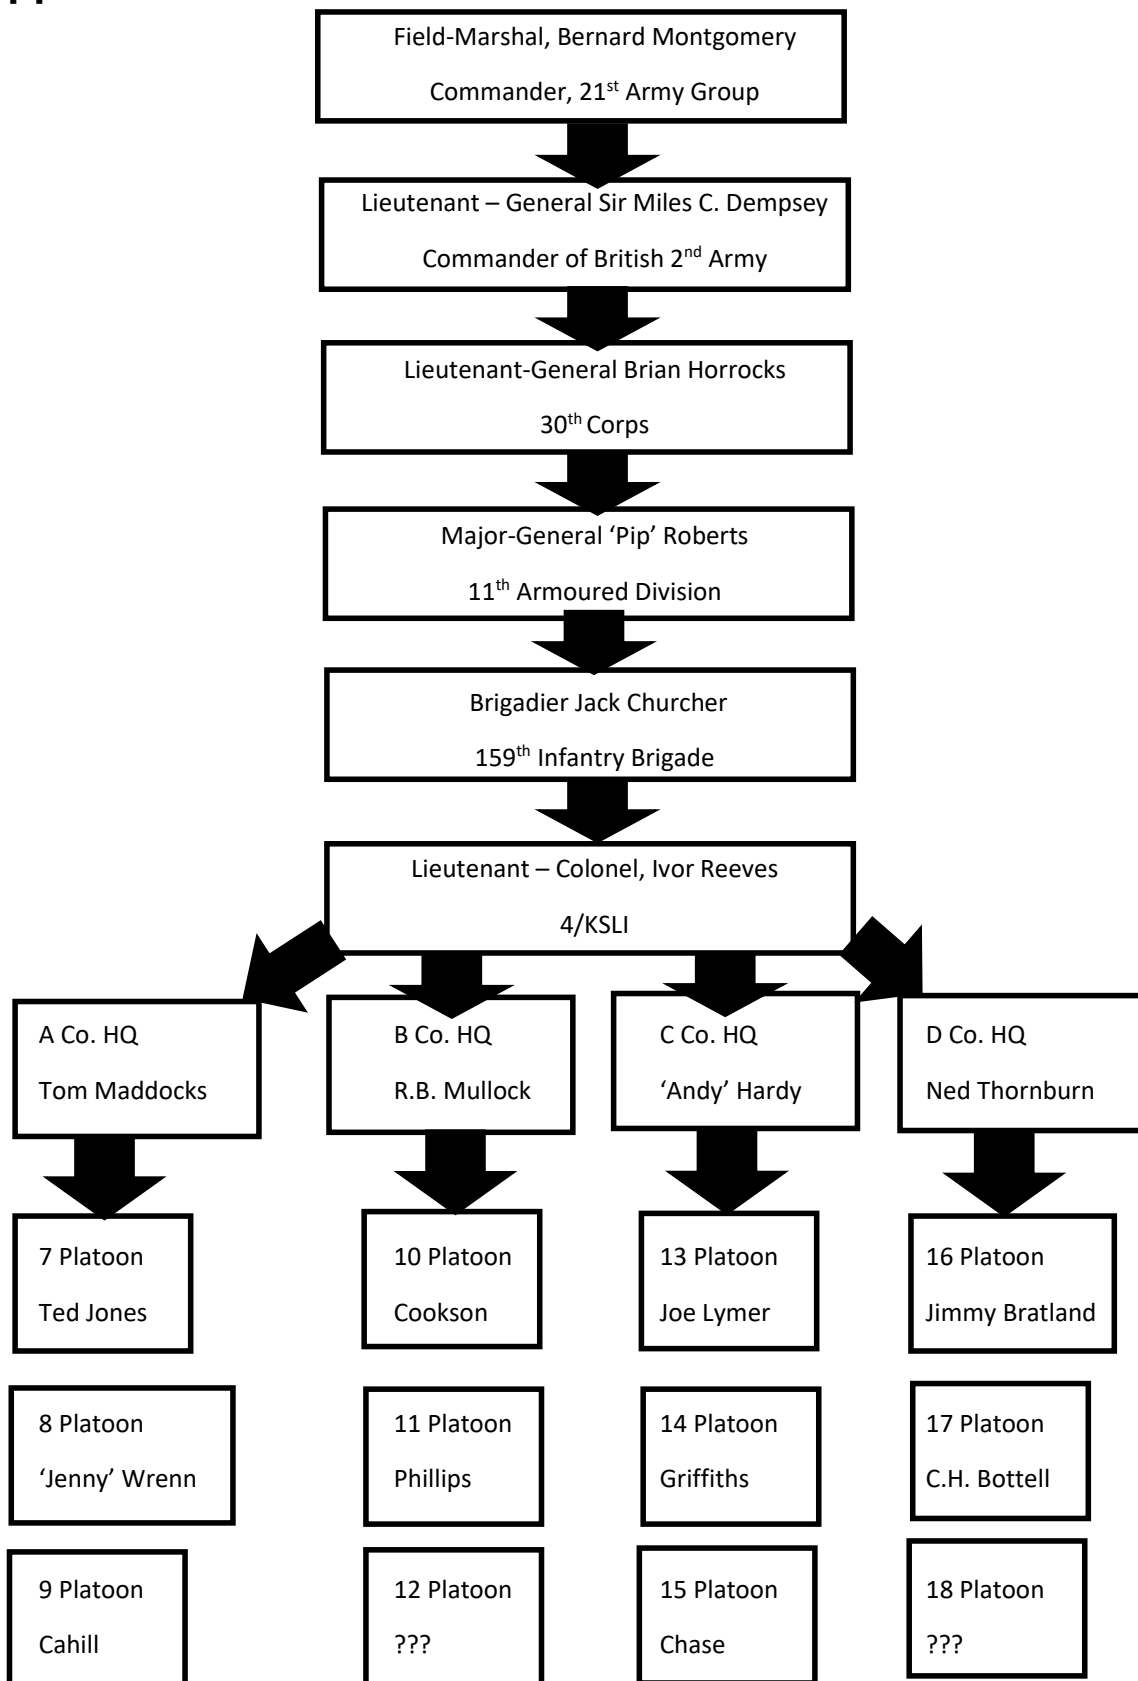 Field-Marshal, Bernard Montgomery
Commander, 21st Army Group
Lieutenant – General Sir Miles C. Dempsey
Commander of British 2nd Army
Lieutenant-General Brian Horrocks
30th Corps
Major-General ‘Pip’ Roberts
11th Armoured Division
Brigadier Jack Churcher
159th Infantry Brigade
Lieutenant – Colonel, Ivor Reeves
4/KSLI
A Co. HQ
Tom Maddocks
B Co. HQ
R.B. Mullock
C Co. HQ
‘Andy’ Hardy
D Co. HQ
Ned Thornburn
7 Platoon
Ted Jones
10 Platoon
Cookson
13 Platoon
Joe Lymer
16 Platoon
Jimmy Bratland
8 Platoon
‘Jenny’ Wrenn
11 Platoon
Phillips
14 Platoon
Griffiths
17 Platoon
C.H. Bottell
9 Platoon
Cahill
12 Platoon
???
15 Platoon
Chase
18 Platoon
???